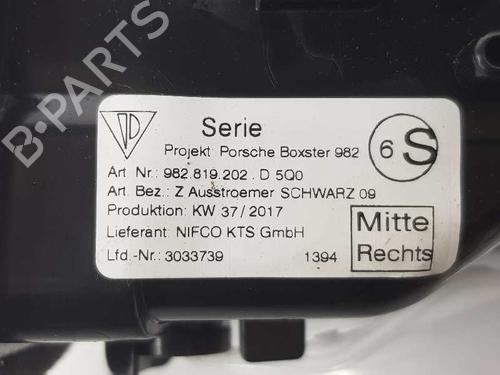 Serie
Projekt: Porsche Boxster 982
6 S
Art Nr.: 982.819.202 . D 5Q0
Art. Bez.: Z Ausstroemer SCHWARZ 09
Produktion: KW 37 / 2017
Lieferant: NIFCO KTS GmbH
Lfd.-Nr.: 3033739 1394
Mitte
Rechts
B-PARTS